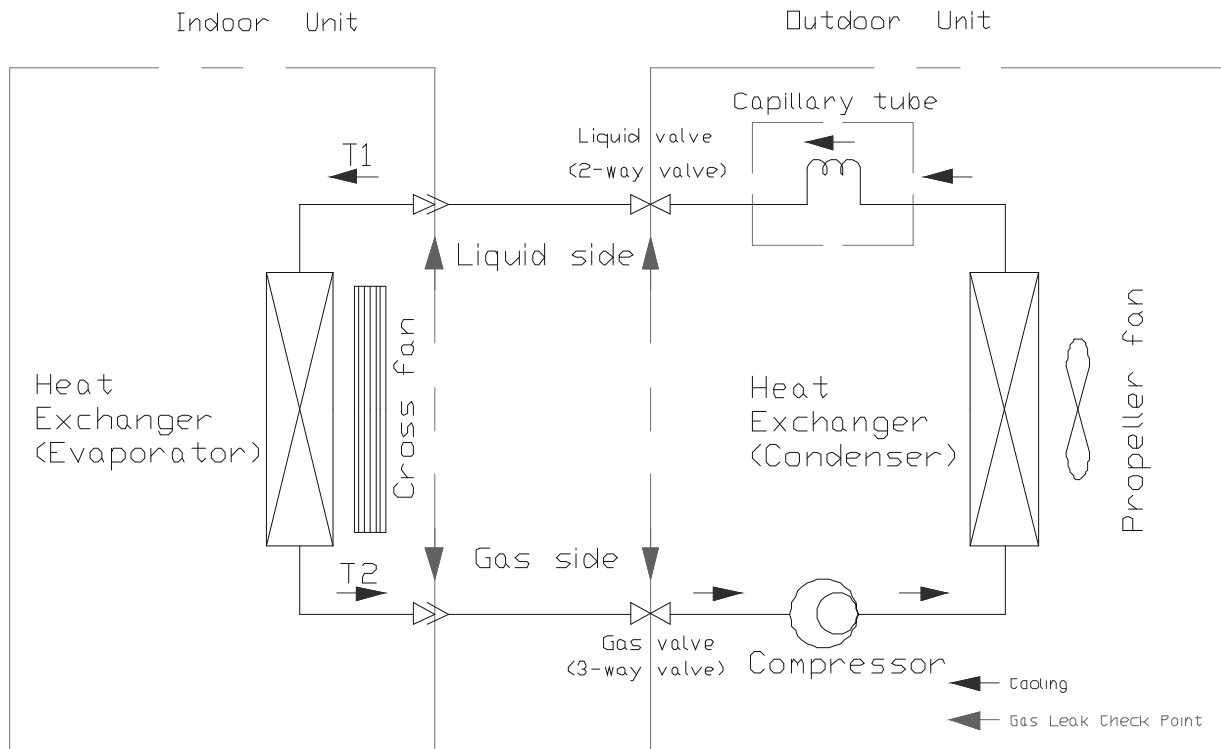 Indoor Unit
Outdoor Unit
Capillary tube
Liquid valve
(2-way valve)
T1
Liquid side
Heat
Exchanger
(Evaporator)
Cross fan
Heat
Exchanger
(Condenser)
Propeller fan
Gas side
T2
Gas valve
(3-way valve)
Compressor
Cooling
Gas Leak Check Point